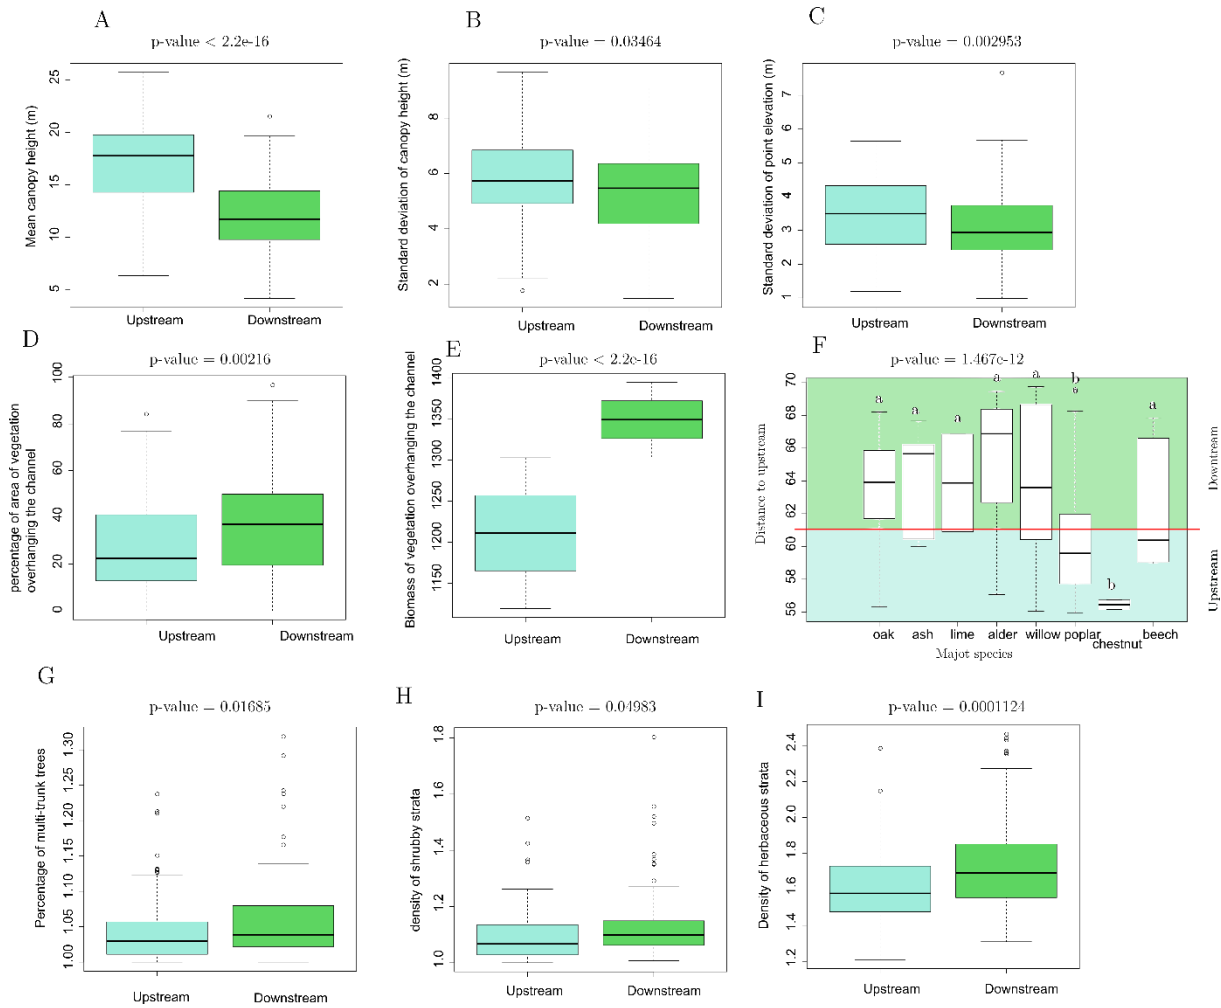 A
p-value < 2.2e-16
Mean canopy height (m)
25
20
15
10
5
Upstream
Downstream
B
p-value = 0.03464
Standard deviation of canopy height (m)
8
6
4
2
Upstream
Downstream
C
p-value = 0.002953
Standard deviation of point elevation (m)
7
6
5
4
3
2
1
Upstream
Downstream
D
p-value = 0.00216
percentage of area of vegetation
overhanging the channel
100
80
60
40
20
0
Upstream
Downstream
E
p-value < 2.2e-16
Biomass of vegetation overhanging the channel
1400
1350
1300
1250
1200
1150
Upstream
Downstream
F
p-value = 1.467e-12
Distance to upstream
70
68
66
64
62
60
58
56
a
a
a
a
a
b
b
a
oak
ash
lime
alder
willow
poplar
chestnut
beech
Majot species
Downtream
Upstream
G
p-value = 0.01685
Percentage of multi-trunk trees
1.30
1.25
1.20
1.15
1.10
1.05
1.00
Upstream
Downstream
H
p-value = 0.04983
density of shrubby strata
1.8
1.6
1.4
1.2
1.0
Upstream
Downstream
I
p-value = 0.0001124
Density of herbaceous strata
2.4
2.2
2.0
1.8
1.6
1.4
1.2
Upstream
Downstream